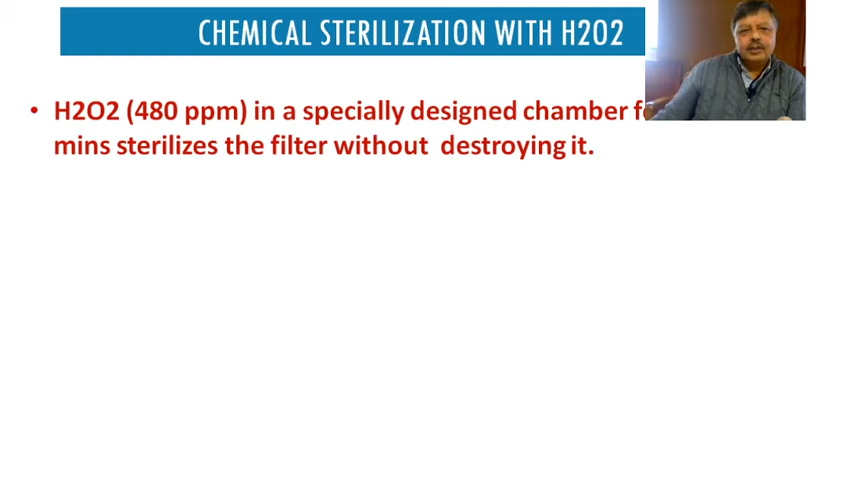 CHEMICAL STERILIZATION WITH H2O2
• H2O2 (480 ppm) in a specially designed chamber
mins sterilizes the filter without destroying it.